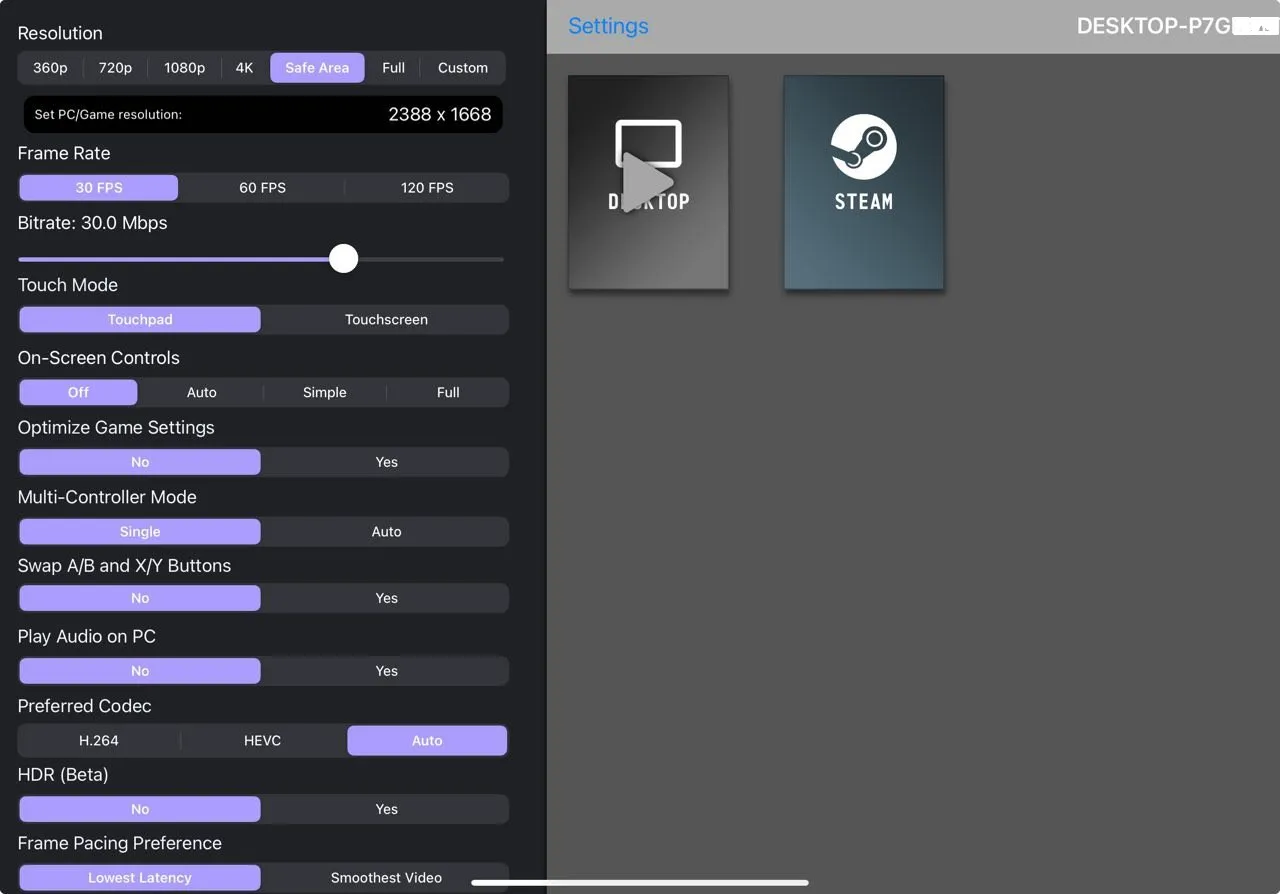 Resolution
360p 720p 1080p 4K Safe Area Full Custom
Set PC/Game resolution: 2388 x 1668
Frame Rate
30 FPS 60 FPS 120 FPS
Bitrate: 30.0 Mbps
Touch Mode
Touchpad Touchscreen
On-Screen Controls
Off Auto Simple Full
Optimize Game Settings
No Yes
Multi-Controller Mode
Single Auto
Swap A/B and X/Y Buttons
No Yes
Play Audio on PC
No Yes
Preferred Codec
H.264 HEVC Auto
HDR (Beta)
No Yes
Frame Pacing Preference
Lowest Latency Smoothest Video
Settings
DESKTOP
STEAM